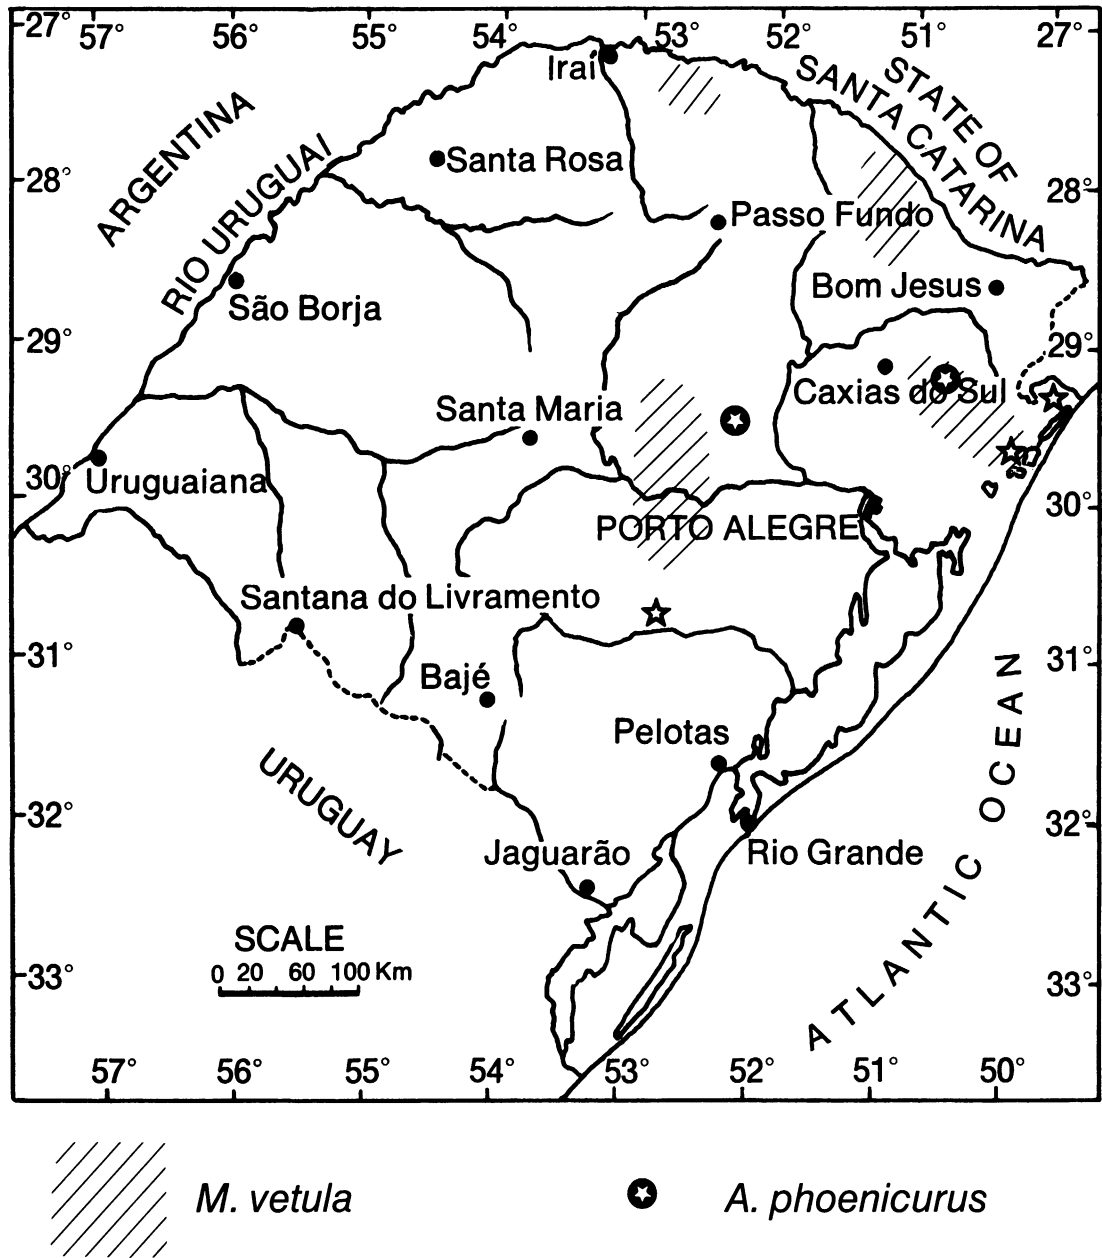 27°
57°
56°
55°
54°
53°
52°
51°
27°
Iraí
STATE OF
SANTA CATARINA
ARGENTINA
RIO URUGUAI
Santa Rosa
28°
28°
Passo Fundo
São Borja
Bom Jesus
29°
29°
Caxias do Sul
Santa Maria
30°
Uruguaiana
30°
PORTO ALEGRE
Santana do Livramento
31°
31°
Bajé
Pelotas
URUGUAY
ATLANTIC OCEAN
32°
32°
Jaguarão
Rio Grande
SCALE
0 20 60 100 Km
33°
33°
57°
56°
55°
54°
53°
52°
51°
50°
M. vetula
A. phoenicurus